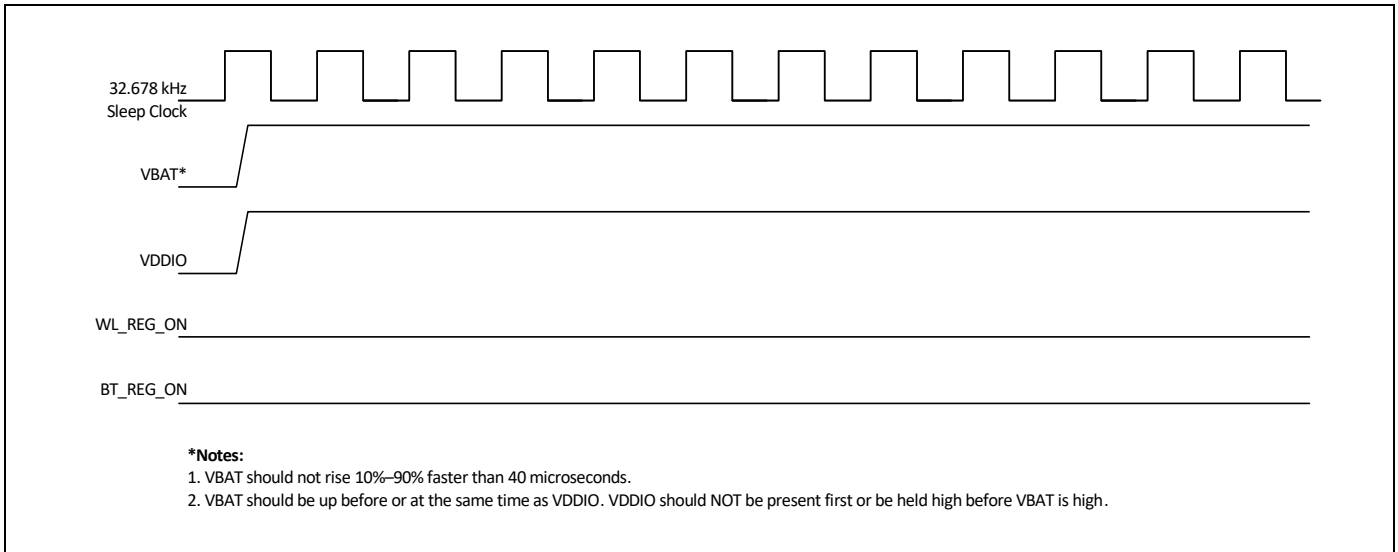 32.678 kHz
Sleep Clock
VBAT*
VDDIO
WL_REG_ON
BT_REG_ON
*Notes:
1. VBAT should not rise 10%–90% faster than 40 microseconds.
2. VBAT should be up before or at the same time as VDDIO. VDDIO should NOT be present first or be held high before VBAT is high.